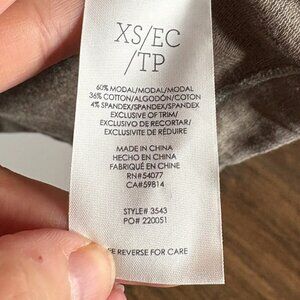 XS/EC
/TP
60% MODAL/MODAL/MODAL
36% COTTON/ALGODÓN/COTON
4% SPANDEX/SPANDEX/SPANDEX
EXCLUSIVE OF TRIM/
EXCLUSIVO DE RECORTAR/
EXCLUSIVITE DE RÉDUIRE
MADE IN CHINA
HECHO EN CHINA
FABRIQUÉ EN CHINE
RN#54077
CA#59814
STYLE# 3543
PO# 220051
REVERSE FOR CARE